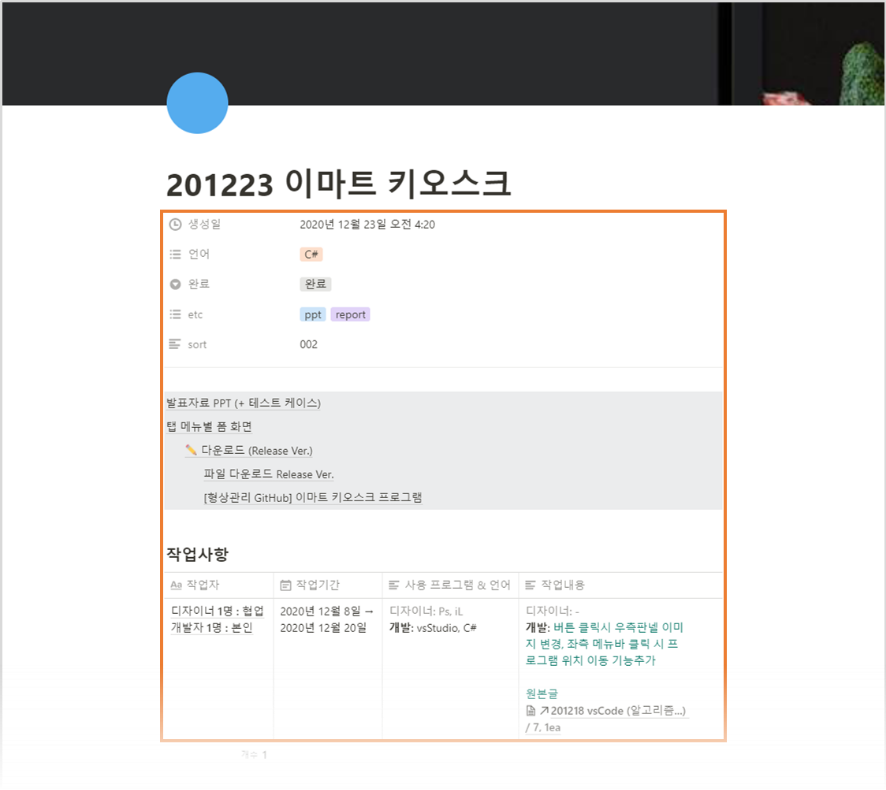 201223 이마트 키오스크
생성일 2020년 12월 23일 오전 4:20
언어 C#
완료 완료
etc ppt report
sort 002
발표자료 PPT (+ 테스트 케이스)
탭 메뉴별 폼 화면
✏️ 다운로드 (Release Ver.)
파일 다운로드 Release Ver.
[형상관리 GitHub] 이마트 키오스크 프로그램
작업사항
Aa 작업자 작업기간 사용 프로그램 & 언어 작업내용
디자이너 1명 : 협업 2020년 12월 8일 → 디자이너: Ps, iL 디자이너: -
개발자 1명 : 본인 2020년 12월 20일 개발: vsStudio, C# 개발: 버튼 클릭시 우측판넬 이미
지 변경, 좌측 메뉴바 클릭 시 프
로그램 위치 이동 기능추가
원본글
↗201218 vsCode (알고리즘...)
/ 7. 1ea
개수 1